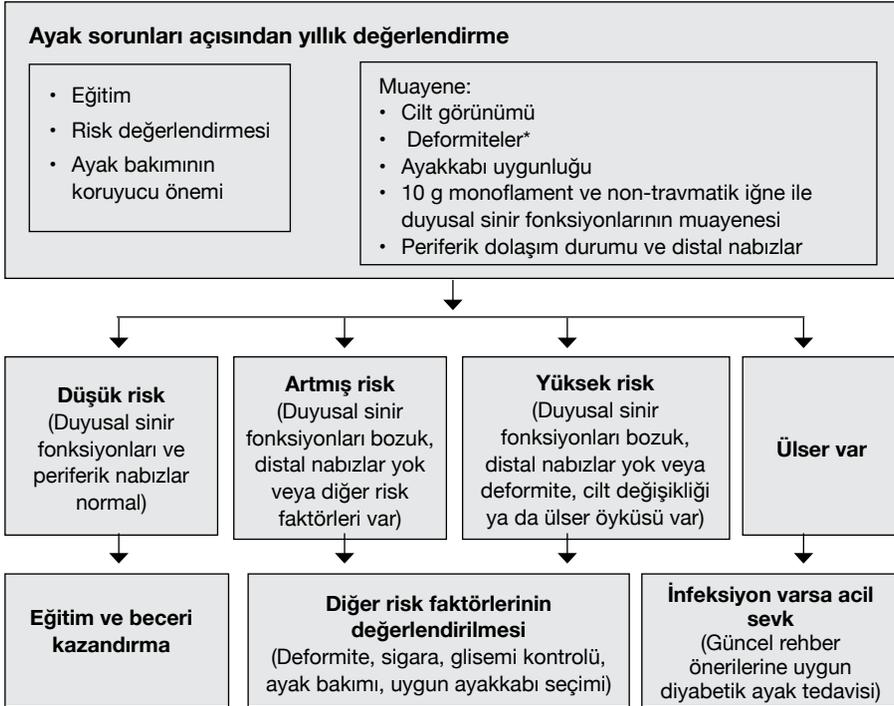 Ayak sorunları açısından yıllık değerlendirme
• Eğitim
• Risk değerlendirmesi
• Ayak bakımının
koruyucu önemi
Muayene:
• Cilt görünümü
• Deformiteler*
• Ayakkabı uygunluğu
• 10 g monoflament ve non-travmatik iğne ile
duyusal sinir fonksiyonlarının muayenesi
• Periferik dolaşım durumu ve distal nabızlar
Düşük risk
(Duyusal sinir
fonksiyonları ve
periferik nabızlar
normal)
Artmış risk
(Duyusal sinir
fonksiyonları bozuk,
distal nabızlar yok
veya diğer risk
faktörleri var)
Yüksek risk
(Duyusal sinir
fonksiyonları bozuk,
distal nabızlar yok veya
deformite, cilt değişikliği
ya da ülser öyküsü var)
Ülser var
Eğitim ve beceri
kazandırma
Diğer risk faktörlerinin
değerlendirilmesi
(Deformite, sigara, glisemi kontrolü,
ayak bakımı, uygun ayakkabı seçimi)
İnfeksiyon varsa acil
sevk
(Güncel rehber
önerilerine uygun
diyabetik ayak tedavisi)